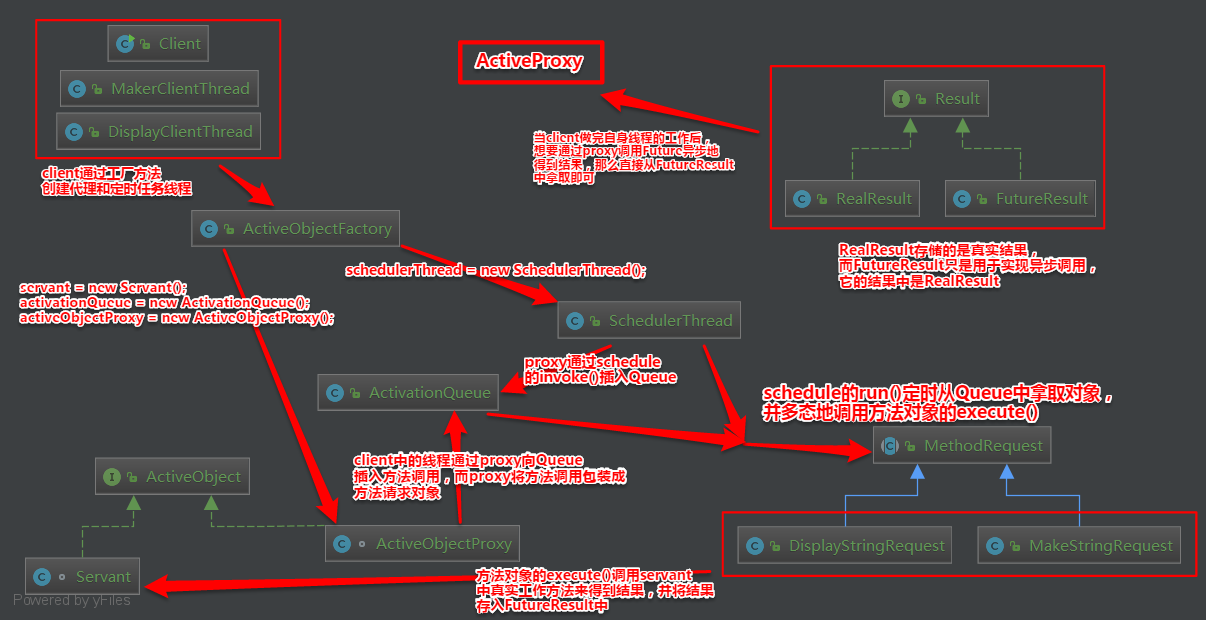 Client
MakerClientThread
DisplayClientThread
ActiveProxy
Result
RealResult
FutureResult
当client做完自身线程的工作后，
想要通过proxy调用Future异步地
得到结果，那么直接从FutureResult
中拿取即可
client通过工厂方法
创建代理和定时任务线程
ActiveObjectFactory
RealResult存储的是真实结果，
而FutureResult只是用于实现异步调用，
它的结果中是RealResult
schedulerThread = new SchedulerThread();
servant = new Servant();
activationQueue = new ActivationQueue();
activeObjectProxy = new ActiveObjectProxy();
SchedulerThread
proxy通过schedule
的invoke()插入Queue
ActivationQueue
schedule的run()定时从Queue中拿取对象，
并多态地调用方法对象的execute()
MethodRequest
client中的线程通过proxy向Queue
插入方法调用，而proxy将方法调用包装成
方法请求对象
ActiveObject
ActiveObjectProxy
DisplayStringRequest
MakeStringRequest
Servant
方法对象的execute()调用servant
中真实工作方法来得到结果，并将结果
存入FutureResult中
Powered by yFiles